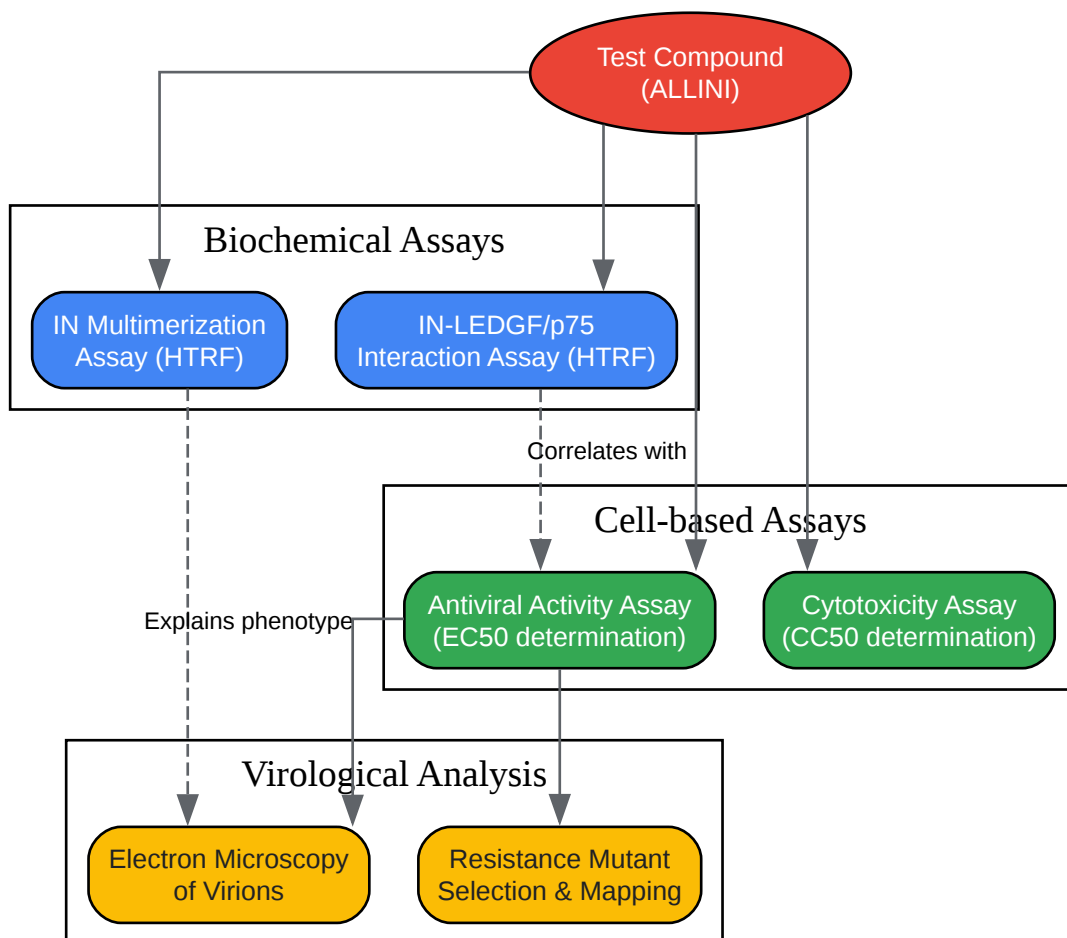 Test Compound
(ALLINI)
Biochemical Assays
IN Multimerization
Assay (HTRF)
IN-LEDGF/p75
Interaction Assay (HTRF)
Correlates with
Cell-based Assays
Antiviral Activity Assay
(EC50 determination)
Cytotoxicity Assay
(CC50 determination)
Explains phenotype
Virological Analysis
Electron Microscopy
of Virions
Resistance Mutant
Selection & Mapping